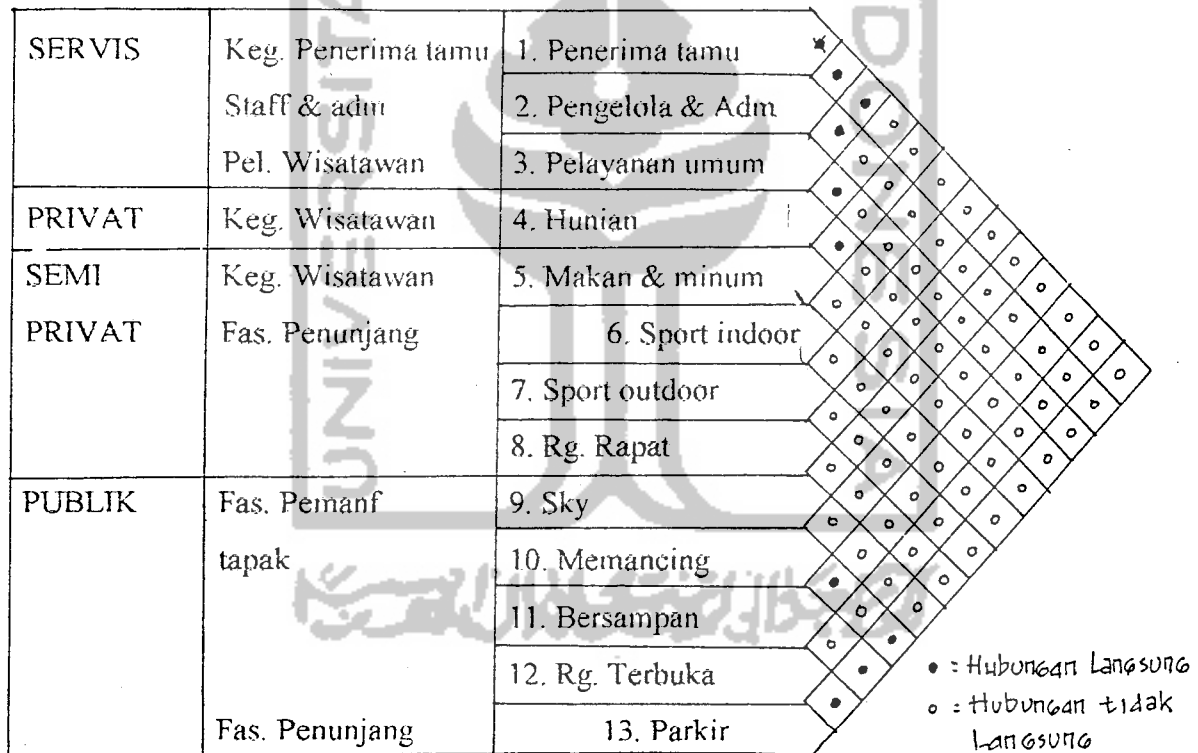 SERVIS Keg. Penerima tamu 1. Penerima tamu
Staff & adm 2. Pengelola & Adm
Pel. Wisatawan 3. Pelayanan umum
PRIVAT Keg. Wisatawan 4. Hunian
SEMI Keg. Wisatawan 5. Makan & minum
PRIVAT Fas. Penunjang 6. Sport indoor
7. Sport outdoor
8. Rg. Rapat
PUBLIK Fas. Pemanf 9. Sky
tapak 10. Memancing
11. Bersampan
12. Rg. Terbuka
Fas. Penunjang 13. Parkir
• : Hubungan Langsung
o : Hubungan tidak
Langsung